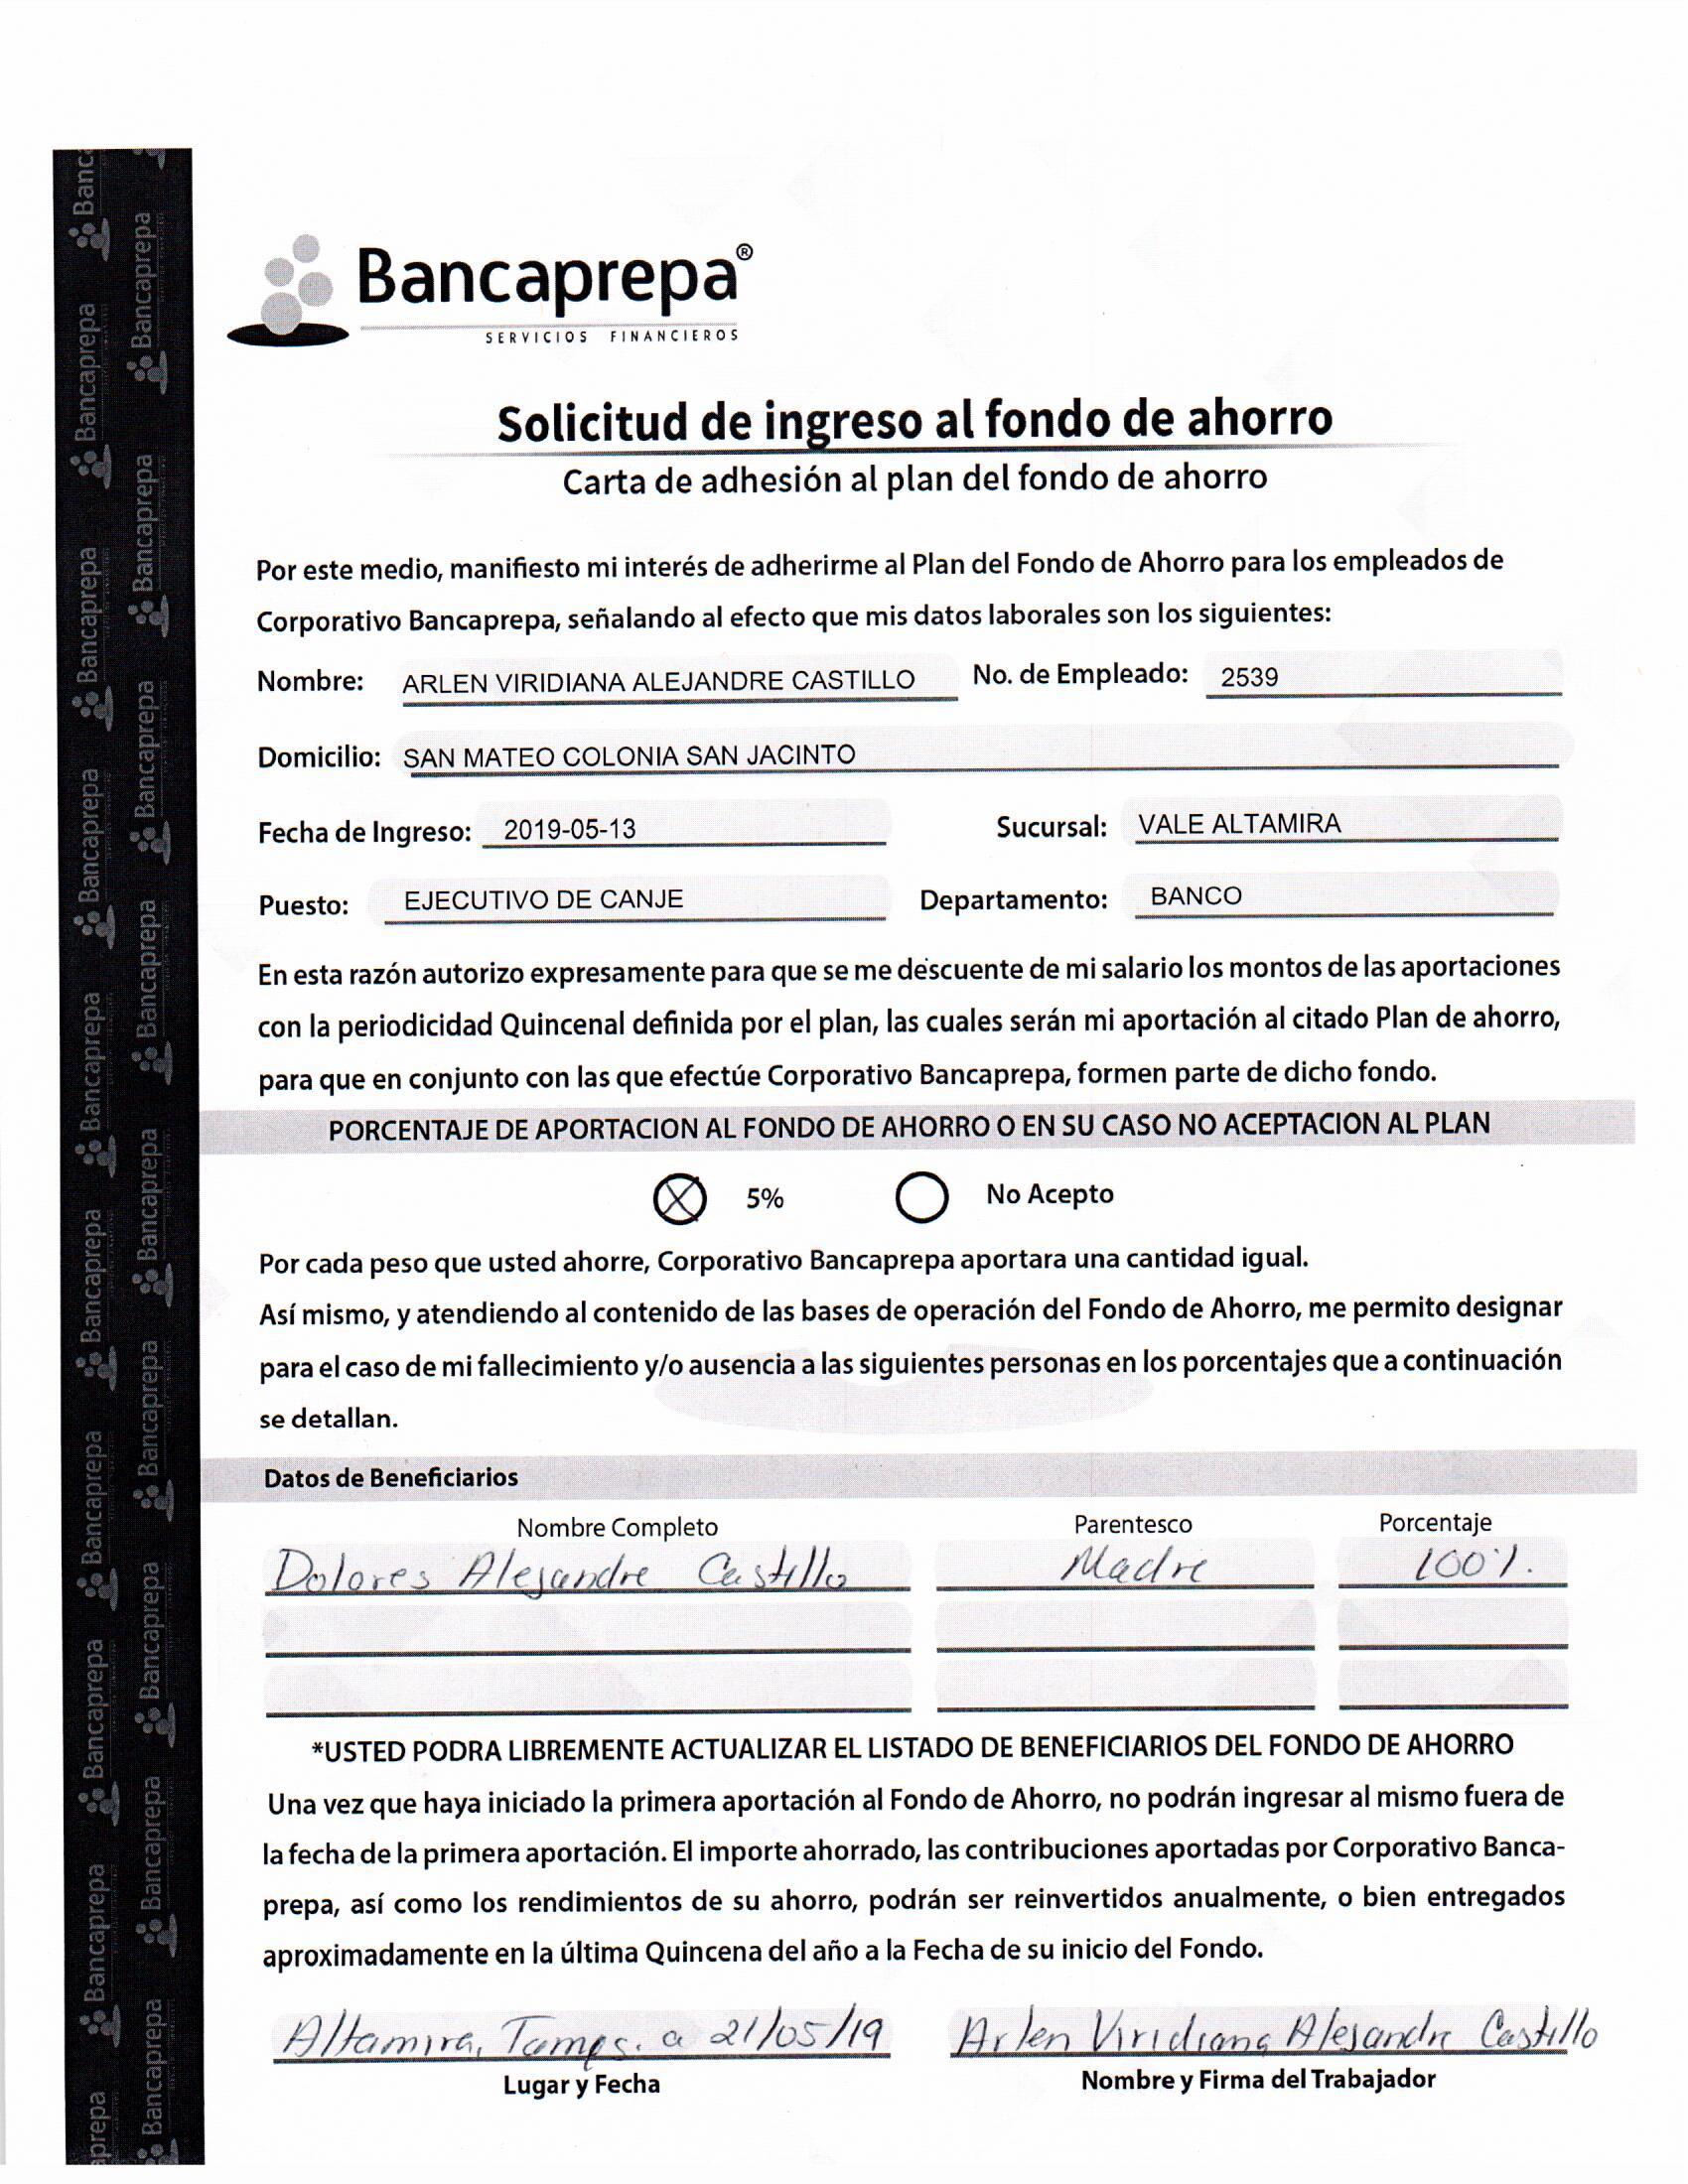 Bancaprepa®
SERVICIOS FINANCIEROS
Solicitud de ingreso al fondo de ahorro
Carta de adhesión al plan del fondo de ahorro
Por este medio, manifiesto mi interés de adherirme al Plan del Fondo de Ahorro para los empleados de
Corporativo Bancaprepa, señalando al efecto que mis datos laborales son los siguientes:
Nombre: ARLEN VIRIDIANA ALEJANDRE CASTILLO No. de Empleado: 2539
Domicilio: SAN MATEO COLONIA SAN JACINTO
Fecha de Ingreso: 2019-05-13 Sucursal: VALE ALTAMIRA
Puesto: EJECUTIVO DE CANJE Departamento: BANCO
En esta razón autorizo expresamente para que se me descuente de mi salario los montos de las aportaciones
con la periodicidad Quincenal definida por el plan, las cuales serán mi aportación al citado Plan de ahorro,
para que en conjunto con las que efectúe Corporativo Bancaprepa, formen parte de dicho fondo.
PORCENTAJE DE APORTACION AL FONDO DE AHORRO O EN SU CASO NO ACEPTACION AL PLAN
X 5% No Acepto
Por cada peso que usted ahorre, Corporativo Bancaprepa aportara una cantidad igual.
Así mismo, y atendiendo al contenido de las bases de operación del Fondo de Ahorro, me permito designar
para el caso de mi fallecimiento y/o ausencia a las siguientes personas en los porcentajes que a continuación
se detallan.
Datos de Beneficiarios
Nombre Completo Parentesco Porcentaje
Dolores Alejandre Castillo Madre 100%.
*USTED PODRA LIBREMENTE ACTUALIZAR EL LISTADO DE BENEFICIARIOS DEL FONDO DE AHORRO
Una vez que haya iniciado la primera aportación al Fondo de Ahorro, no podrán ingresar al mismo fuera de
la fecha de la primera aportación. El importe ahorrado, las contribuciones aportadas por Corporativo Banca-
prepa, así como los rendimientos de su ahorro, podrán ser reinvertidos anualmente, o bien entregados
aproximadamente en la última Quincena del año a la Fecha de su inicio del Fondo.
Altamira, Tamps. a 21/05/19 Arlen Viridiana Alejandre Castillo
Lugar y Fecha Nombre y Firma del Trabajador